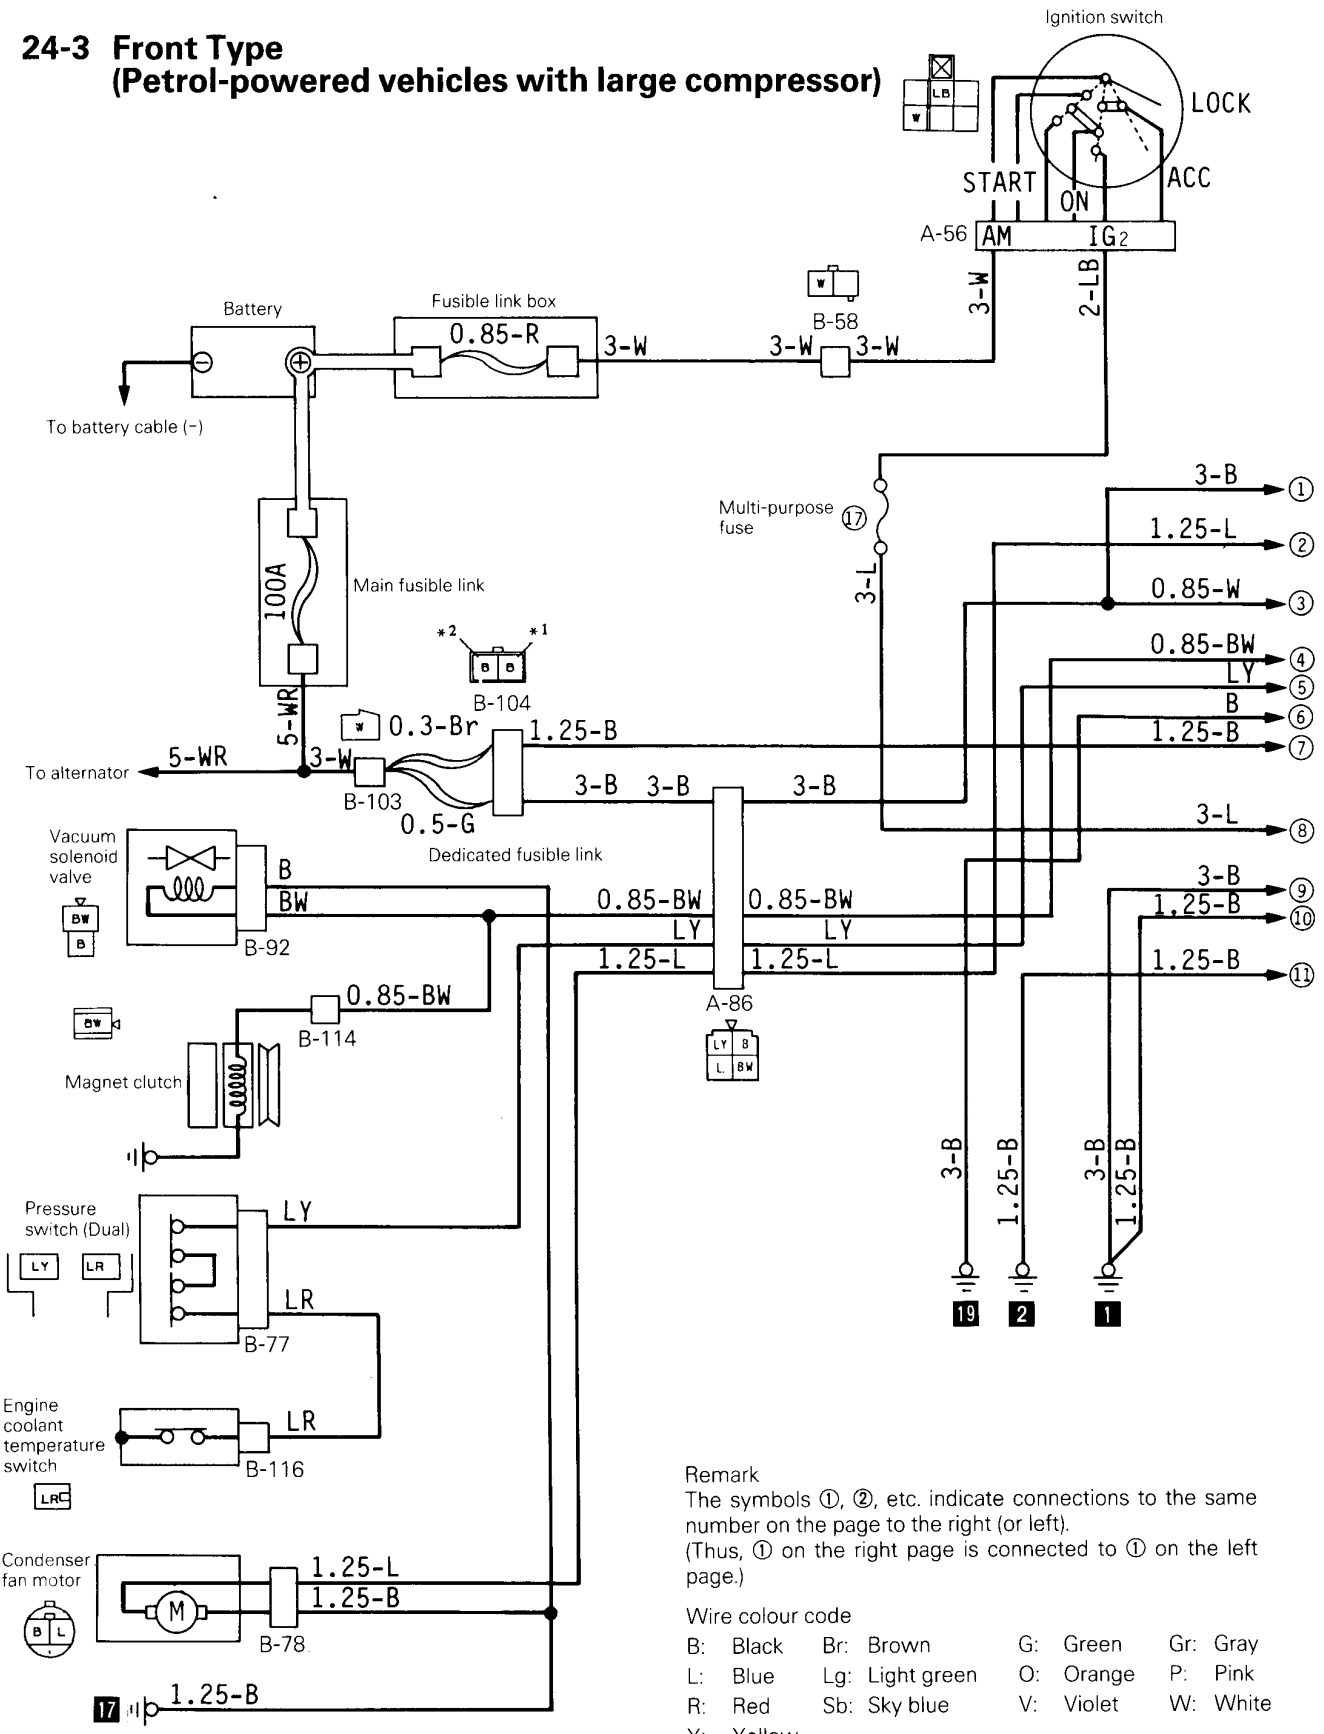 Ignition switch
24-3 Front Type
(Petrol-powered vehicles with large compressor)
LB
W
LOCK
START
ACC
ON
A-56
AM
IG2
3-W
2-LB
W
B-58
Battery
Fusible link box
0.85-R
3-W
3-W
3-W
To battery cable (−)
Multi-purpose
fuse
⑰
3-L
3-B
①
1.25-L
②
0.85-W
③
0.85-BW
④
LY
⑤
B
⑥
1.25-B
⑦
100A
Main fusible link
*2
*1
B
B
B-104
5-WR
W
0.3-Br
1.25-B
To alternator
5-WR
3-W
B-103
0.5-G
3-B
3-B
3-B
3-L
⑧
Dedicated fusible link
Vacuum
solenoid
valve
BW
B
B
BW
B-92
0.85-BW
0.85-BW
LY
LY
1.25-L
1.25-L
3-B
⑨
1.25-B
⑩
1.25-B
⑪
A-86
LY
B
L
BW
BW
0.85-BW
B-114
Magnet clutch
Pressure
switch (Dual)
LY
LR
LY
LR
B-77
3-B
1.25-B
3-B
1.25-B
19
2
1
Engine
coolant
temperature
switch
LR
LR
B-116
Condenser
fan motor
B
L
M
1.25-L
1.25-B
B-78
17
1.25-B
Remark
The symbols ①, ②, etc. indicate connections to the same
number on the page to the right (or left).
(Thus, ① on the right page is connected to ① on the left
page.)
Wire colour code
B: Black Br: Brown G: Green Gr: Gray
L: Blue Lg: Light green O: Orange P: Pink
R: Red Sb: Sky blue V: Violet W: White